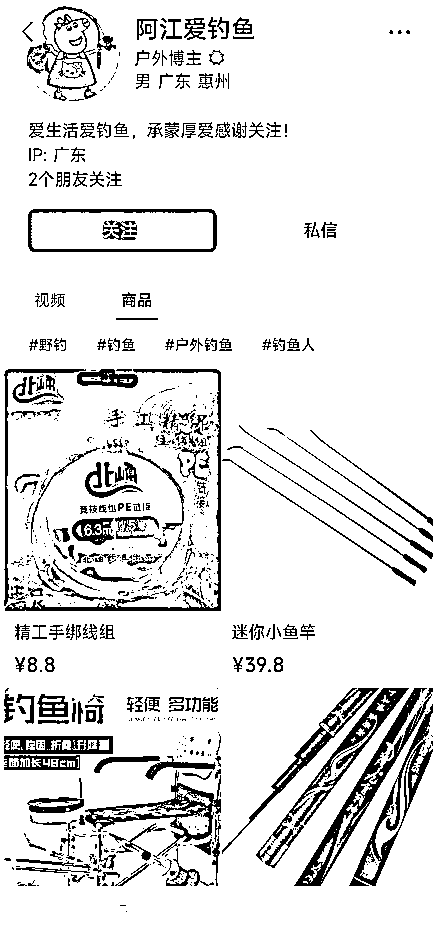 阿江爱钓鱼
户外博主
男 广东 惠州
爱生活爱钓鱼，承蒙厚爱感谢关注！
IP: 广东
2个朋友关注
关注
私信
视频
商品
#野钓
#钓鱼
#户外钓鱼
#钓鱼人
手工精
PE
6.3元
精工手绑线组
迷你小鱼竿
¥8.8
¥39.8
钓鱼椅
轻便 多功能
加长48cm